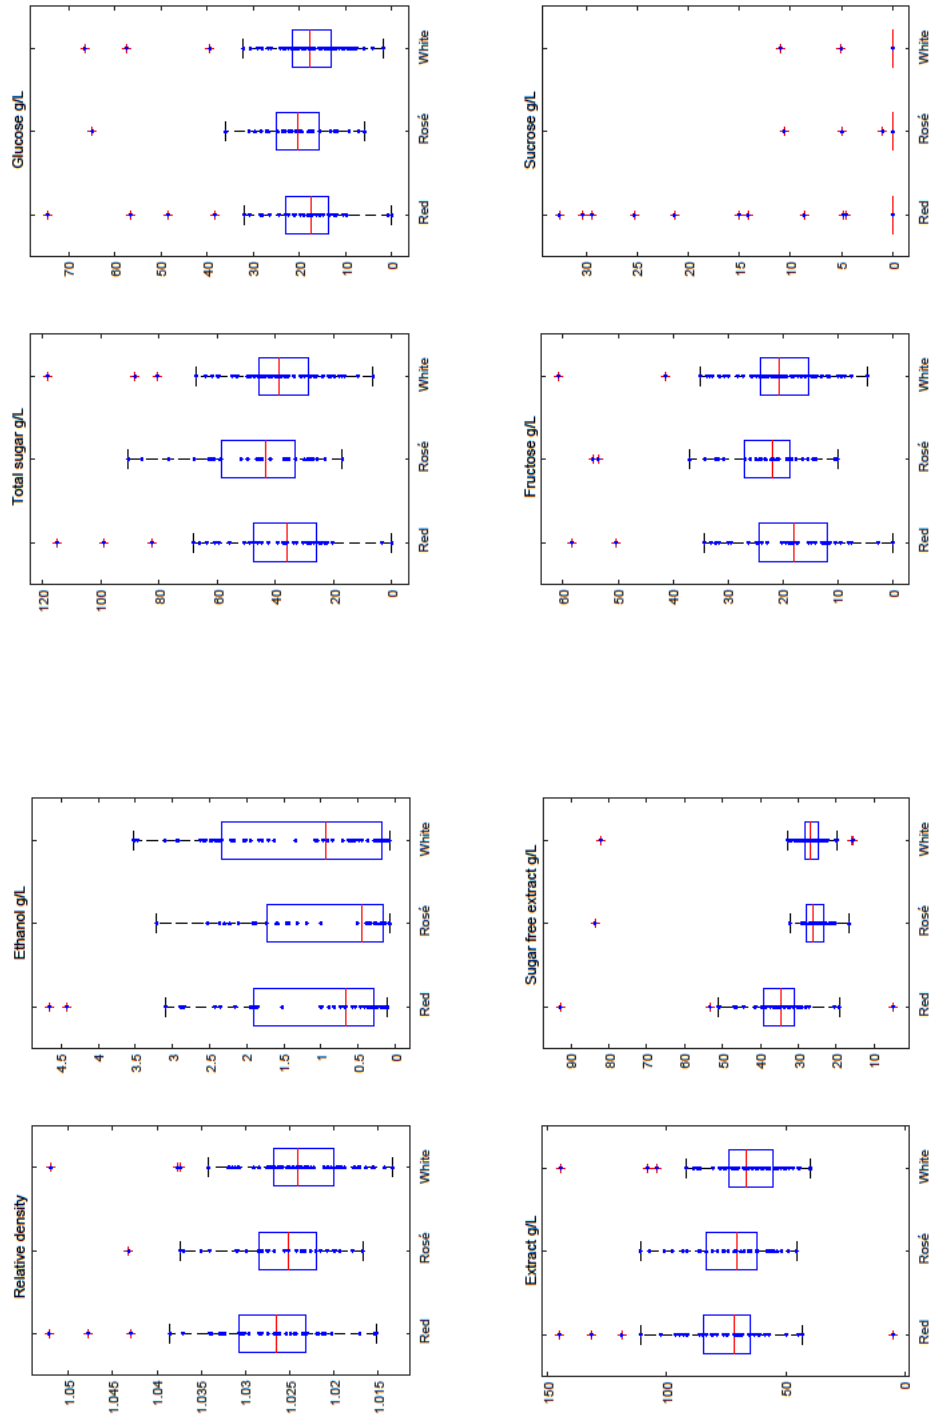 Glucose g/L
70
60
50
40
30
20
10
0
Red
Rosé
White
Sucrose g/L
30
25
20
15
10
5
0
Red
Rosé
White
Total sugar g/L
120
100
80
60
40
20
0
Red
Rosé
White
Fructose g/L
60
50
40
30
20
10
0
Red
Rosé
White
Ethanol g/L
4.5
4
3.5
3
2.5
2
1.5
1
0.5
0
Red
Rosé
White
Sugar free extract g/L
90
80
70
60
50
40
30
20
10
Red
Rosé
White
Relative density
1.05
1.045
1.04
1.035
1.03
1.025
1.02
1.015
Red
Rosé
White
Extract g/L
150
100
50
0
Red
Rosé
White